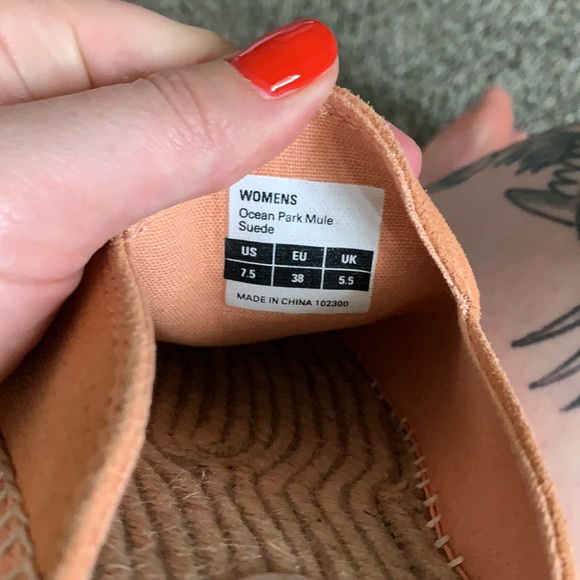 WOMENS
Ocean Park Mule
Suede
US EU UK
7.5 38 5.5
MADE IN CHINA 102300